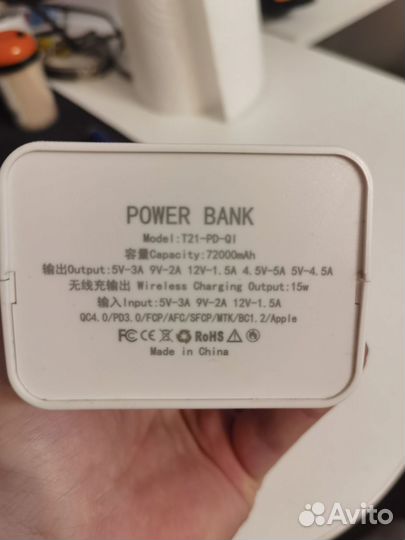 POWER BANK
Model:T21-PD-QI
容量Capacity:72000mAh
输出Output:5V-3A 9V-2A 12V-1.5A 4.5V-5A 5V-4.5A
无线充输出 Wireless Charging Output:15w
输入Input:5V-3A 9V-2A 12V-1.5A
QC4.0/PD3.0/FCP/AFC/SFCP/MTK/BC1.2/Apple
FC CE RoHS
Made in China
Avito